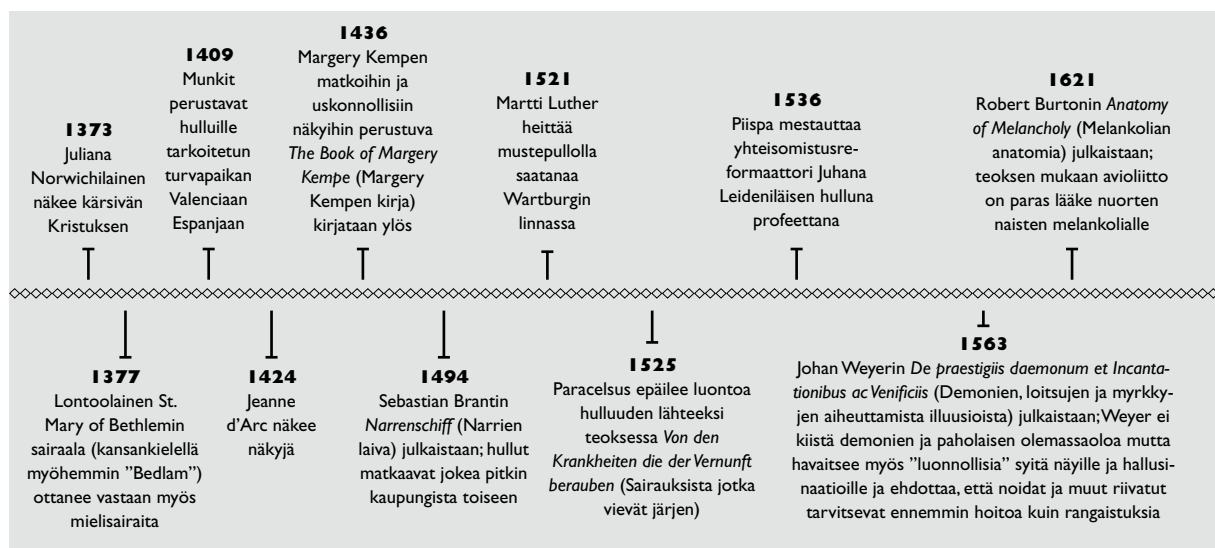 1373
Juliana
Norwichilainen
näkee kärsivän
Kristuksen
1409
Munkit
perustavat
hulluille
tarkoitetun
turvapaikan
Valenciaan
Espanjaan
1436
Margery Kempen
matkoihin ja
uskonnollisiin
näkyihin perustuva
The Book of Margery
Kempe (Margery
Kempen kirja)
kirjataan ylös
1521
Martti Luther
heittää
mustepullolla
saatanaa
Wartburgin
linnassa
1536
Piispa mestauttaa
yhteisomistusre-
formaattori Juhana
Leideniläisen hulluna
profeettana
1621
Robert Burtonin Anatomy
of Melancholy (Melankolian
anatomia) julkaistaan;
teoksen mukaan avioliitto
on paras lääke nuorten
naisten melankolialle
1377
Lontoolainen St.
Mary of Bethlemin
sairaala (kansankielellä
myöhemmin ”Bedlam”)
ottanee vastaan myös
mielisairaita
1424
Jeanne
d’Arc näkee
näkyjä
1494
Sebastian Brantin
Narrenschiff (Narrien
laiva) julkaistaan; hullut
matkaavat jokea pitkin
kaupungista toiseen
1525
Paracelsus epäilee luontoa
hulluuden lähteeksi
teoksessa Von den
Krankheiten die der Vernunft
berauben (Sairauksista jotka
vievät järjen)
1563
Johan Weyerin De praestigiis daemonum et Incanta-
tionibus ac Venificiis (Demonien, loitsujen ja myrkky-
jen aiheuttamista illuusioista) julkaistaan; Weyer ei
kiistä demonien ja paholaisen olemassaoloa mutta
havaitsee myös ”luonnollisia” syitä näyille ja hallusi-
naatioille ja ehdottaa, että noidat ja muut riivatut
tarvitsevat ennemmin hoitoa kuin rangaistuksia